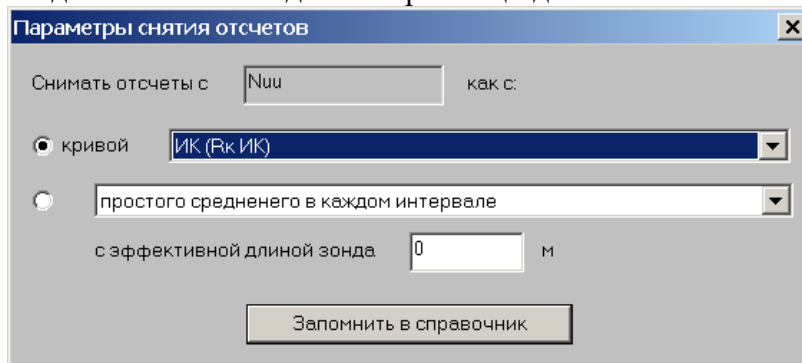 Параметры снятия отсчетов
Снимать отсчеты с Nuu как с:
кривой ИК (Rк ИК)
простого средненего в каждом интервале
с эффективной длиной зонда 0 м
Запомнить в справочник